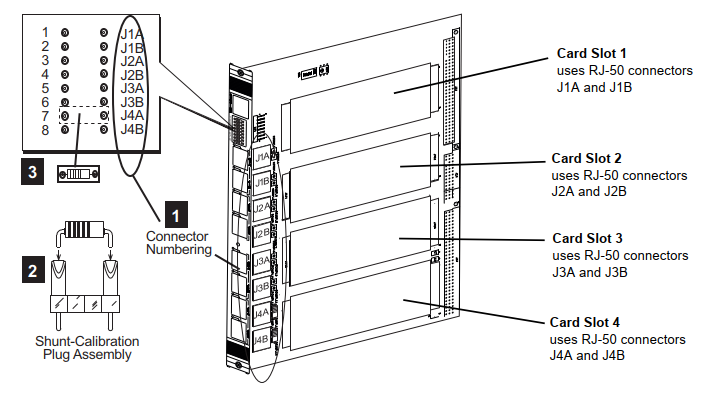 1 J1A
2 J1B
3 J2A
4 J2B
5 J3A
6 J3B
7 J4A
8 J4B
3
1
Connector
Numbering
2
Shunt-Calibration
Plug Assembly
J1A
J1B
J2A
J2B
J3A
J3B
J4A
J4B
Card Slot 1
uses RJ-50 connectors
J1A and J1B
Card Slot 2
uses RJ-50 connectors
J2A and J2B
Card Slot 3
uses RJ-50 connectors
J3A and J3B
Card Slot 4
uses RJ-50 connectors
J4A and J4B